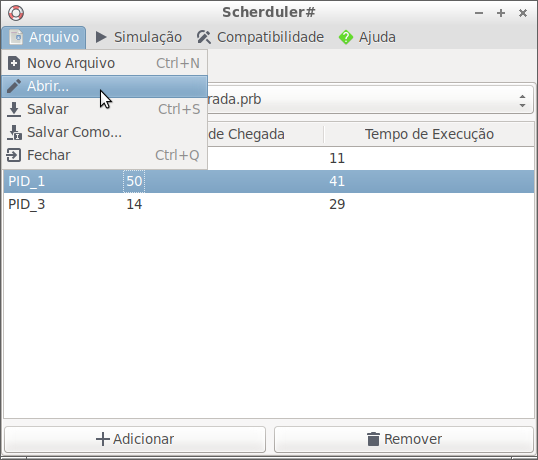 Scherduler#
Arquivo Simulação Compatibilidade Ajuda
Novo Arquivo Ctrl+N
Abrir...
Salvar Ctrl+S
Salvar Como...
Fechar Ctrl+Q
rada.prb
de Chegada Tempo de Execução
11
PID_1 50 41
PID_3 14 29
Adicionar Remover